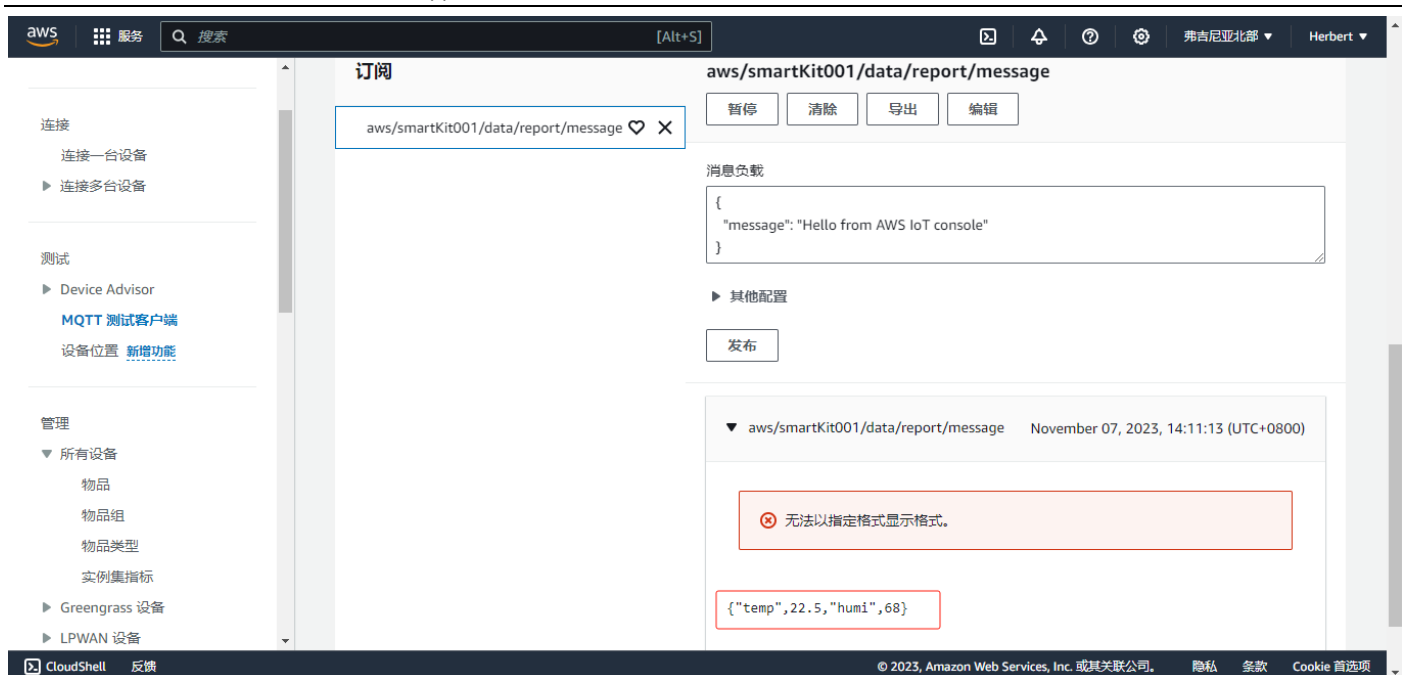 aws 服务 搜索 [Alt+S] 弗吉尼亚北部 ▼ Herbert ▼
连接
连接一台设备
▶ 连接多台设备
测试
▶ Device Advisor
MQTT 测试客户端
设备位置 新增功能
管理
▼ 所有设备
物品
物品组
物品类型
实例集指标
▶ Greengrass 设备
▶ LPWAN 设备
订阅
aws/smartKit001/data/report/message
aws/smartKit001/data/report/message
暂停 清除 导出 编辑
消息负载
{
"message": "Hello from AWS IoT console"
}
▶ 其他配置
发布
▼ aws/smartKit001/data/report/message November 07, 2023, 14:11:13 (UTC+0800)
无法以指定格式显示格式。
{"temp",22.5,"humi",68}
CloudShell 反馈 © 2023, Amazon Web Services, Inc. 或其关联公司。 隐私 条款 Cookie 首选项